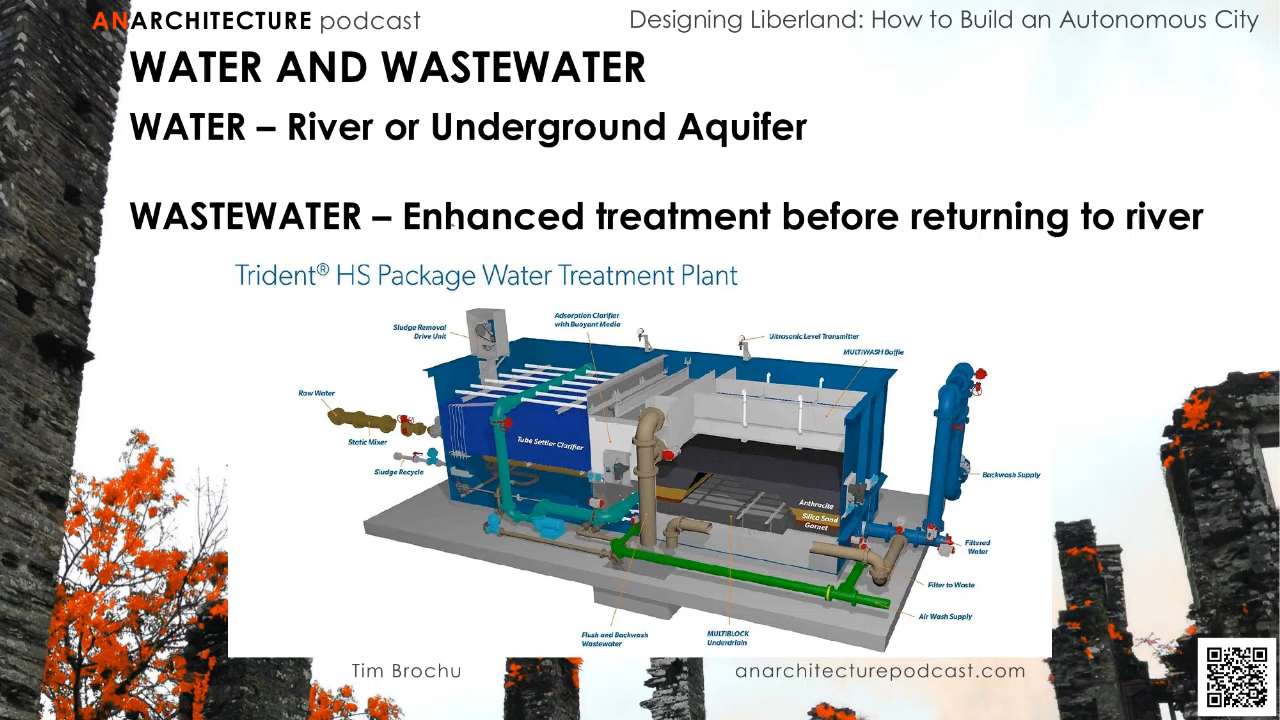 ANARCHITECTURE podcast
Designing Liberland: How to Build an Autonomous City
WATER AND WASTEWATER
WATER – River or Underground Aquifer
WASTEWATER – Enhanced treatment before returning to river
Trident® HS Package Water Treatment Plant
Sludge Removal
Drive Unit
Adsorption Clarifier
with Buoyant Media
Ultrasonic Level Transmitter
MULTIWASH Baffle
Raw Water
Static Mixer
Sludge Recycle
Tube Settler Clarifier
Backwash Supply
Anthracite
Silica Sand
Garnet
Filtered
Water
Filter to Waste
Air Wash Supply
Flush and Backwash
Wastewater
MULTIBLOCK
Underdrain
Tim Brochu
anarchitecturepodcast.com